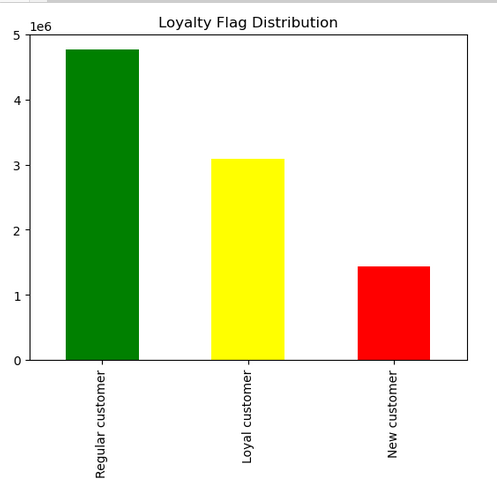 Loyalty Flag Distribution
1e6
5
4
3
2
1
0
Regular customer
Loyal customer
New customer